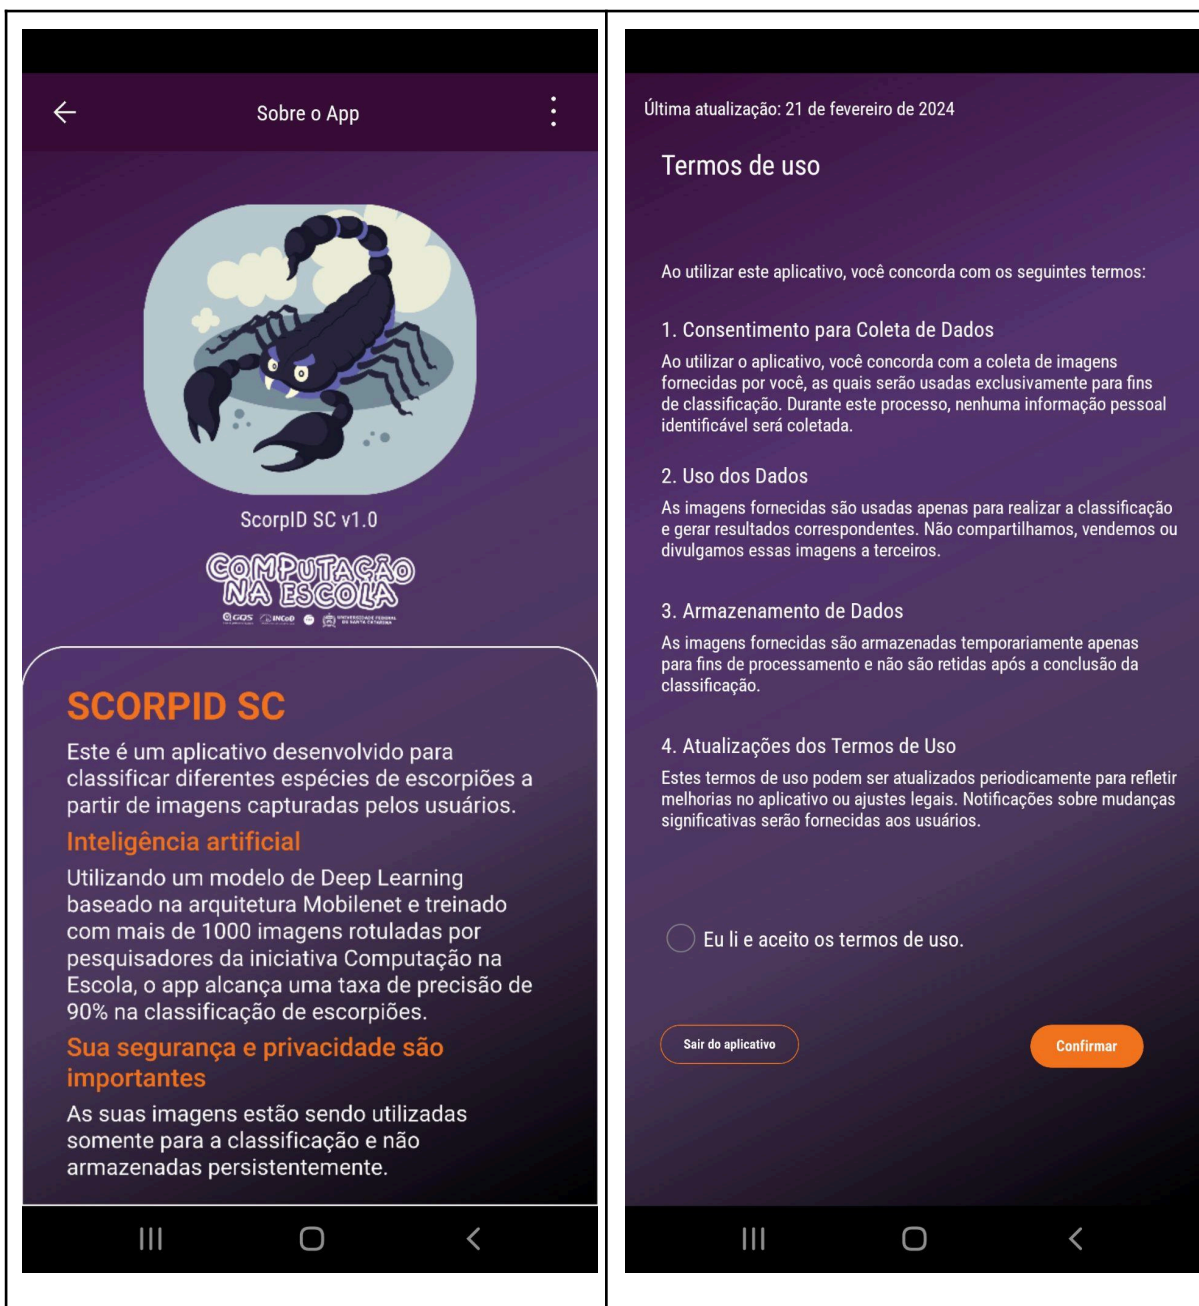 Sobre o App
ScorpID SC v1.0
COMPUTAÇÃO
NA ESCOLA
GQS INCoD UNIVERSIDADE FEDERAL
DE SANTA CATARINA
SCORPID SC
Este é um aplicativo desenvolvido para
classificar diferentes espécies de escorpiões a
partir de imagens capturadas pelos usuários.
Inteligência artificial
Utilizando um modelo de Deep Learning
baseado na arquitetura Mobilenet e treinado
com mais de 1000 imagens rotuladas por
pesquisadores da iniciativa Computação na
Escola, o app alcança uma taxa de precisão de
90% na classificação de escorpiões.
Sua segurança e privacidade são
importantes
As suas imagens estão sendo utilizadas
somente para a classificação e não
armazenadas persistentemente.
Última atualização: 21 de fevereiro de 2024
Termos de uso
Ao utilizar este aplicativo, você concorda com os seguintes termos:
1. Consentimento para Coleta de Dados
Ao utilizar o aplicativo, você concorda com a coleta de imagens
fornecidas por você, as quais serão usadas exclusivamente para fins
de classificação. Durante este processo, nenhuma informação pessoal
identificável será coletada.
2. Uso dos Dados
As imagens fornecidas são usadas apenas para realizar a classificação
e gerar resultados correspondentes. Não compartilhamos, vendemos ou
divulgamos essas imagens a terceiros.
3. Armazenamento de Dados
As imagens fornecidas são armazenadas temporariamente apenas
para fins de processamento e não são retidas após a conclusão da
classificação.
4. Atualizações dos Termos de Uso
Estes termos de uso podem ser atualizados periodicamente para refletir
melhorias no aplicativo ou ajustes legais. Notificações sobre mudanças
significativas serão fornecidas aos usuários.
Eu li e aceito os termos de uso.
Sair do aplicativo
Confirmar